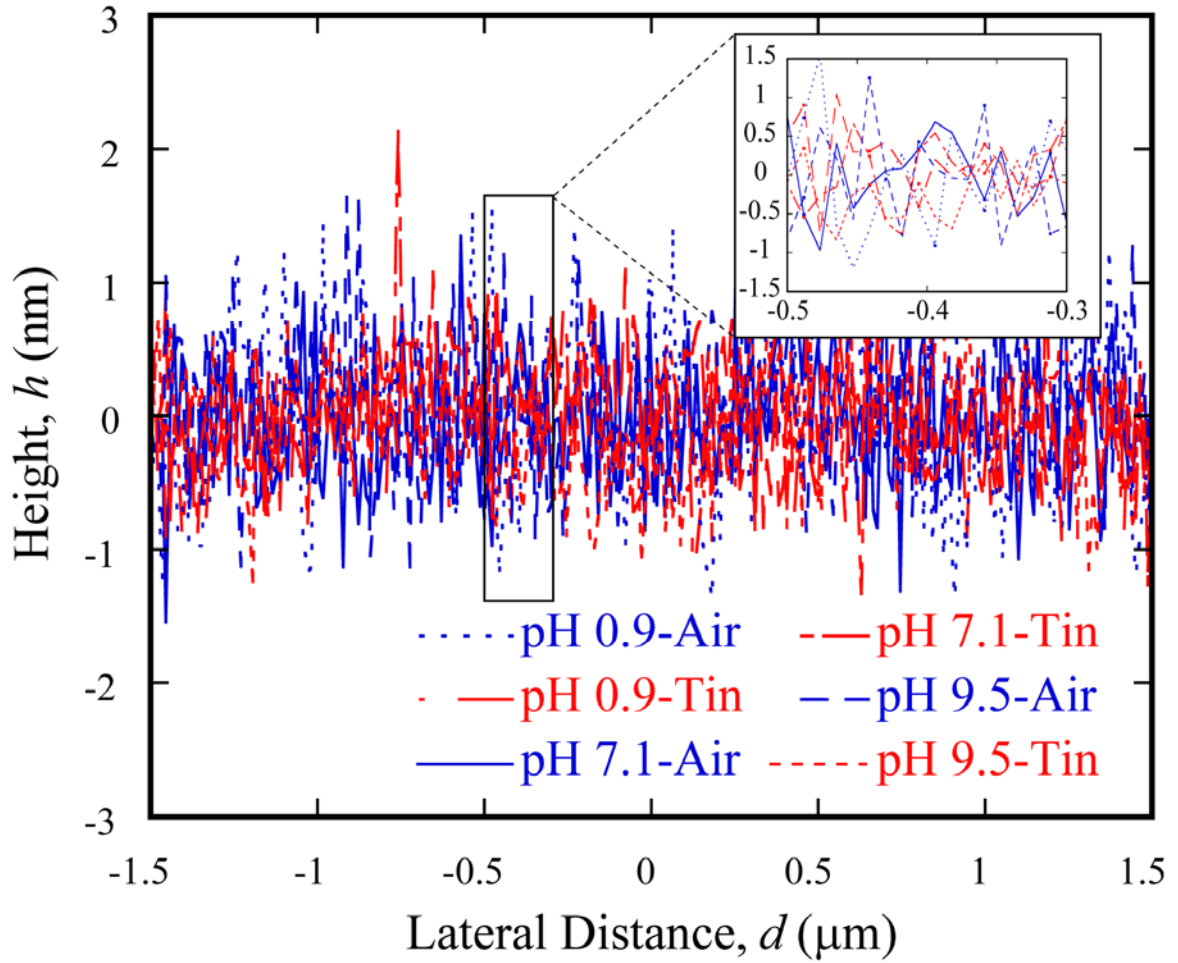 3
2
1
0
-1
-2
-3
Height, h (nm)
1.5
1
0.5
0
-0.5
-1
-1.5
-0.5 -0.4 -0.3
pH 0.9-Air pH 7.1-Tin
pH 0.9-Tin pH 9.5-Air
pH 7.1-Air pH 9.5-Tin
-1.5 -1 -0.5 0 0.5 1 1.5
Lateral Distance, d (μm)